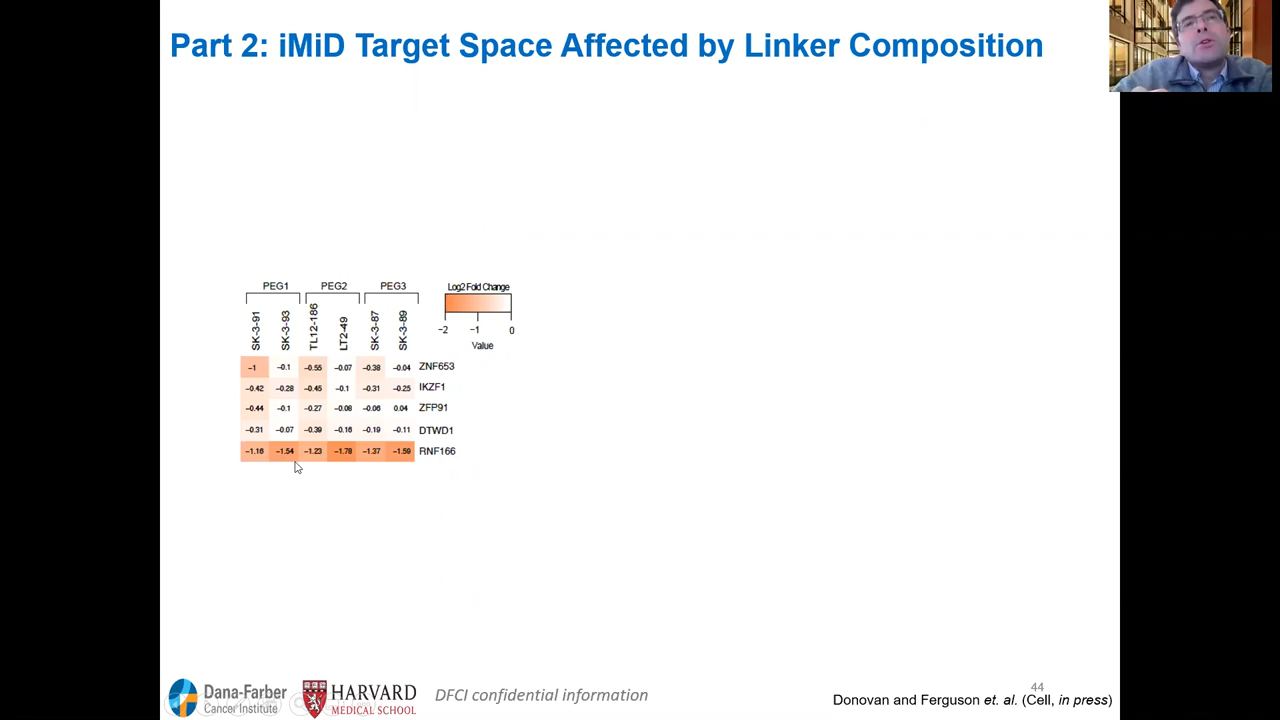 Part 2: iMiD Target Space Affected by Linker Composition
PEG1 PEG2 PEG3
SK-3-91 SK-3-93 TL12-186 LT2-49 SK-3-87 SK-3-89
Log2 Fold Change
−2 −1 0
Value
−1 −0.1 −0.55 −0.07 −0.38 −0.04 ZNF653
−0.42 −0.28 −0.45 −0.1 −0.31 −0.25 IKZF1
−0.44 −0.1 −0.27 −0.08 −0.06 0.04 ZFP91
−0.31 −0.07 −0.39 −0.16 −0.19 −0.11 DTWD1
−1.16 −1.54 −1.23 −1.78 −1.37 −1.59 RNF166
Dana-Farber
Cancer Institute
HARVARD
MEDICAL SCHOOL
DFCI confidential information
44
Donovan and Ferguson et. al. (Cell, in press)